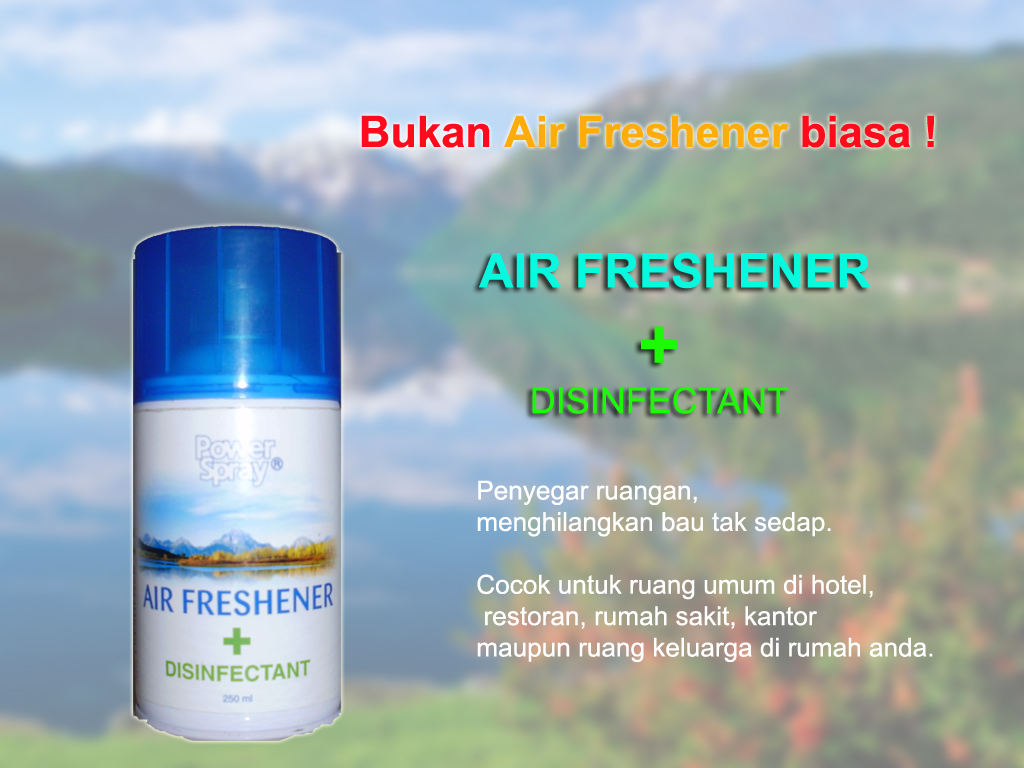 Bukan Air Freshener biasa !
AIR FRESHENER
+
DISINFECTANT
Penyegar ruangan,
menghilangkan bau tak sedap.
Cocok untuk ruang umum di hotel,
restoran, rumah sakit, kantor
maupun ruang keluarga di rumah anda.
Power
Spray®
AIR FRESHENER
+
DISINFECTANT
250 ml